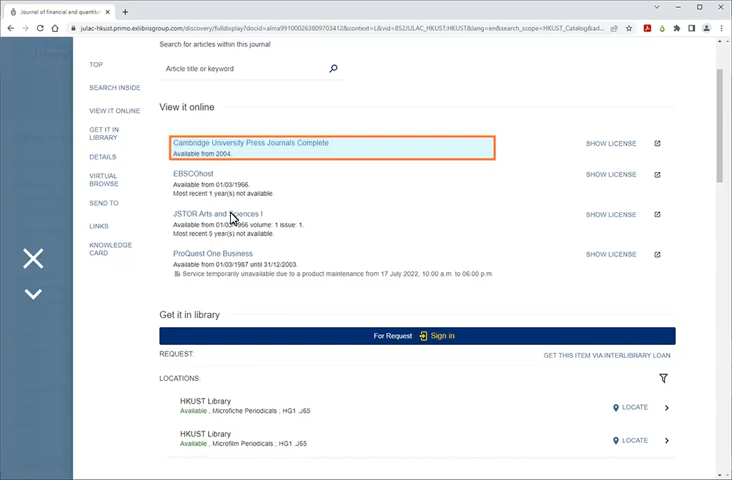 Journal of financial and quantita
julac-hkust.primo.exlibrisgroup.com/discovery/fulldisplay?docid=alma99100263809703412&context=L&vid=852JULAC_HKUST:HKUST&lang=en&search_scope=HKUST_Catalog&ad...
Search for articles within this journal
TOP
Article title or keyword
SEARCH INSIDE
VIEW IT ONLINE
GET IT IN
LIBRARY
DETAILS
VIRTUAL
BROWSE
SEND TO
LINKS
KNOWLEDGE
CARD
View it online
Cambridge University Press Journals Complete
Available from 2004.
SHOW LICENSE
EBSCOhost
Available from 01/03/1966.
Most recent 1 year(s) not available.
SHOW LICENSE
JSTOR Arts and Sciences I
Available from 01/03/1966 volume: 1 issue: 1.
Most recent 5 year(s) not available.
SHOW LICENSE
ProQuest One Business
Available from 01/03/1987 until 31/12/2003.
Service temporarily unavailable due to a product maintenance from 17 July 2022, 10:00 a.m. to 06:00 p.m.
SHOW LICENSE
Get it in library
For Request Sign in
REQUEST:
GET THIS ITEM VIA INTERLIBRARY LOAN
LOCATIONS:
HKUST Library
Available , Microfiche Periodicals ; HG1 .J65
LOCATE
HKUST Library
Available , Microfilm Periodicals ; HG1 .J65
LOCATE